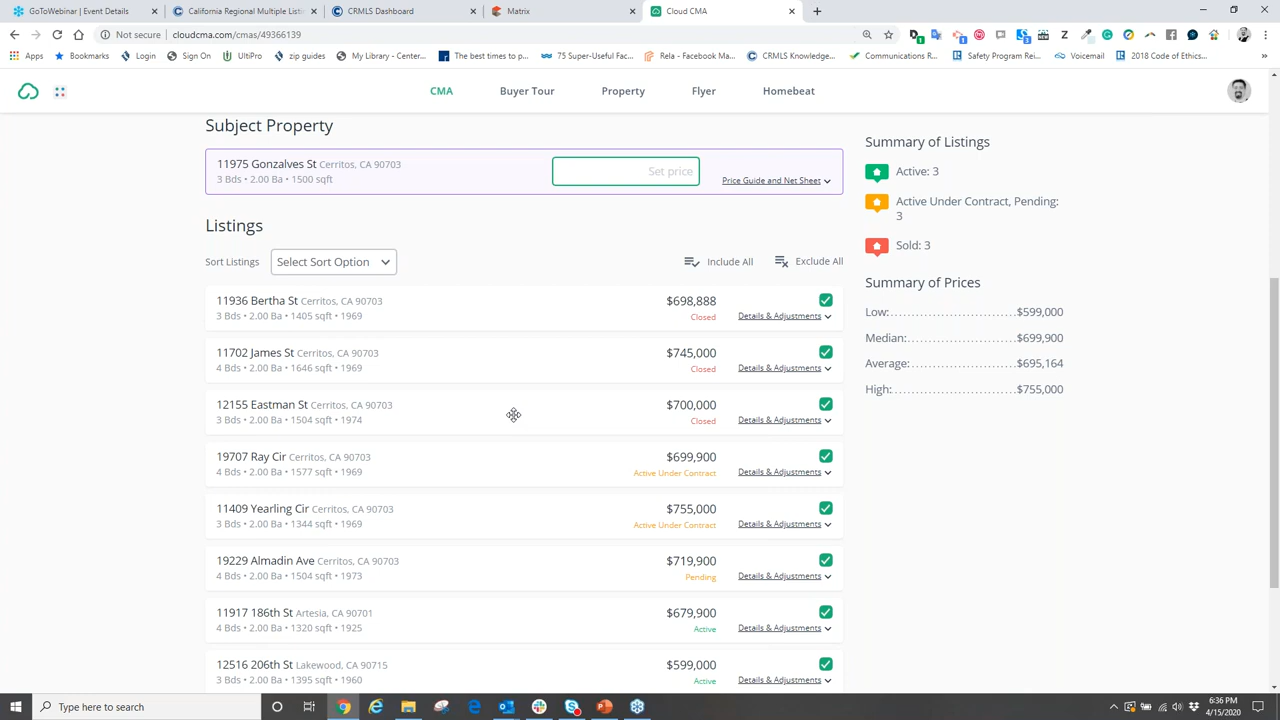 GoToWebinar | Event Details
California Regional Multiple Listi
CRMLS Dashboard
Matrix
Cloud CMA
Not secure | cloudcma.com/cmas/49366139
Apps
Bookmarks
Login
Sign On
UltiPro
zip guides
My Library - Center...
The best times to p...
75 Super-Useful Fac...
Rela - Facebook Ma...
CRMLS Knowledge...
Communications R...
Safety Program Rei...
Voicemail
2018 Code of Ethics...
CMA
Buyer Tour
Property
Flyer
Homebeat
Subject Property
11975 Gonzalves St Cerritos, CA 90703
3 Bds • 2.00 Ba • 1500 sqft
Set price
Price Guide and Net Sheet
Listings
Sort Listings
Select Sort Option
Include All
Exclude All
11936 Bertha St Cerritos, CA 90703
$698,888
3 Bds • 2.00 Ba • 1405 sqft • 1969
Closed
Details & Adjustments
11702 James St Cerritos, CA 90703
$745,000
4 Bds • 2.00 Ba • 1646 sqft • 1969
Closed
Details & Adjustments
12155 Eastman St Cerritos, CA 90703
$700,000
3 Bds • 2.00 Ba • 1504 sqft • 1974
Closed
Details & Adjustments
19707 Ray Cir Cerritos, CA 90703
$699,900
4 Bds • 2.00 Ba • 1577 sqft • 1969
Active Under Contract
Details & Adjustments
11409 Yearling Cir Cerritos, CA 90703
$755,000
3 Bds • 2.00 Ba • 1344 sqft • 1969
Active Under Contract
Details & Adjustments
19229 Almadin Ave Cerritos, CA 90703
$719,900
4 Bds • 2.00 Ba • 1504 sqft • 1973
Pending
Details & Adjustments
11917 186th St Artesia, CA 90701
$679,900
4 Bds • 2.00 Ba • 1320 sqft • 1925
Active
Details & Adjustments
12516 206th St Lakewood, CA 90715
$599,000
3 Bds • 2.00 Ba • 1395 sqft • 1960
Active
Details & Adjustments
Summary of Listings
Active: 3
Active Under Contract, Pending:
3
Sold: 3
Summary of Prices
Low:..............................$599,000
Median:..........................$699,900
Average:.........................$695,164
High:.............................$755,000
Type here to search
6:36 PM
4/15/2020